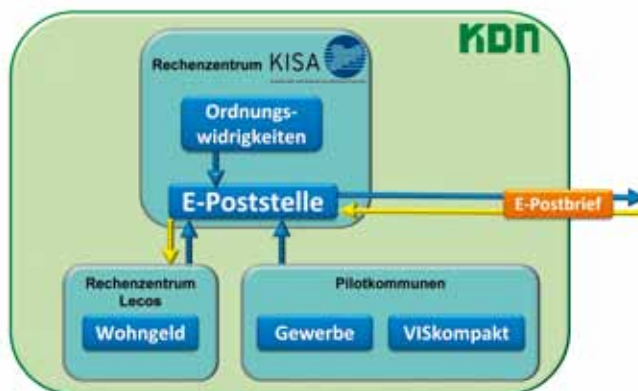 KDN
Rechenzentrum KISA
Ordnungs-
widrigkeiten
E-Poststelle
E-Postbrief
Rechenzentrum
Lecos
Wohngeld
Pilotkommunen
Gewerbe
VISkompakt